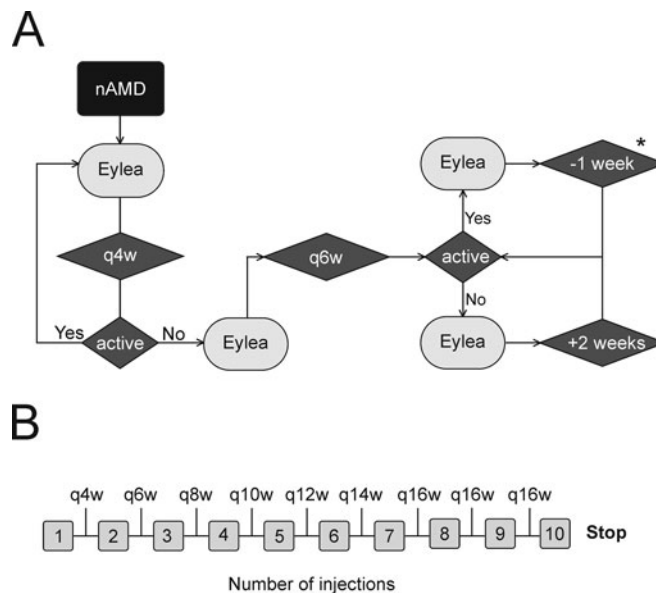 A
nAMD
Eylea
q4w
Yes
active
No
Eylea
q6w
Eylea
-1 week
*
Yes
active
No
Eylea
+2 weeks
B
q4w q6w q8w q10w q12w q14w q16w q16w q16w
1 2 3 4 5 6 7 8 9 10 Stop
Number of injections